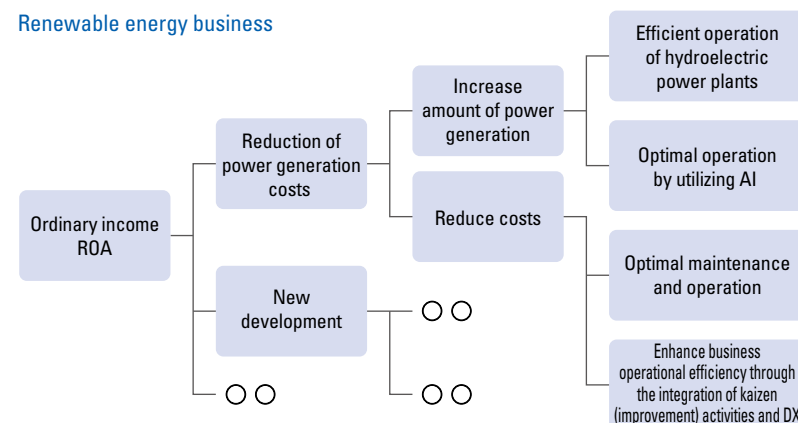 Renewable energy business
Ordinary income
ROA
Reduction of
power generation
costs
New
development
○○
Increase
amount of power
generation
Reduce costs
○○
○○
Efficient operation
of hydroelectric
power plants
Optimal operation
by utilizing AI
Optimal maintenance
and operation
Enhance business
operational efficiency through
the integration of kaizen
(improvement) activities and DX